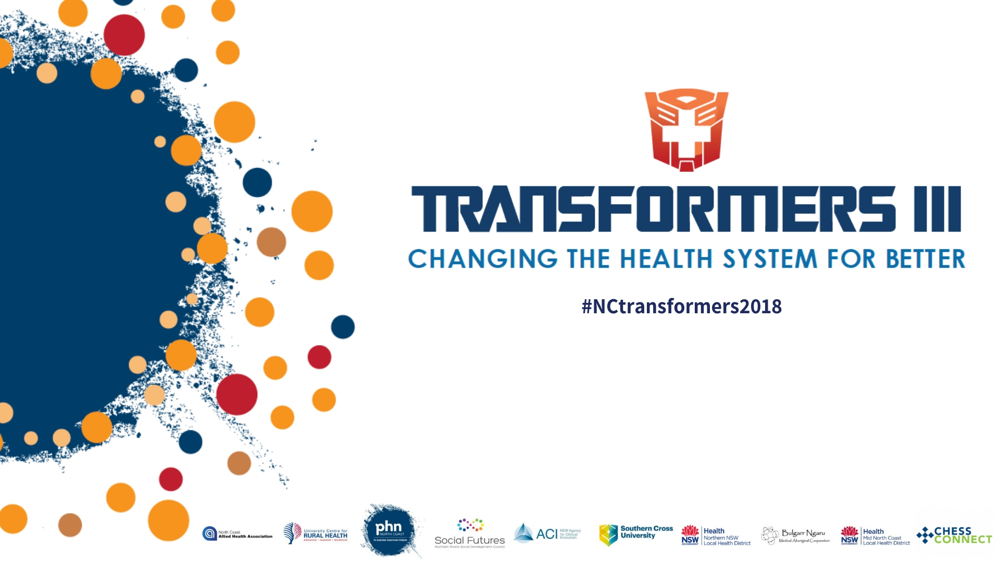 TRANSFORMERS III
CHANGING THE HEALTH SYSTEM FOR BETTER
#NCtransformers2018
North Coast
Allied Health Association
University Centre for
RURAL HEALTH
education • research • workforce
phn
NORTH COAST
An Australian Government Initiative
Social Futures
Northern Rivers Social Development Council
ACI
NSW Agency
for Clinical
Innovation
Southern Cross
University
NSW
GOVERNMENT
Health
Northern NSW
Local Health District
Bulgarr Ngaru
Medical Aboriginal Corporation
NSW
GOVERNMENT
Health
Mid North Coast
Local Health District
CHESS
CONNECT